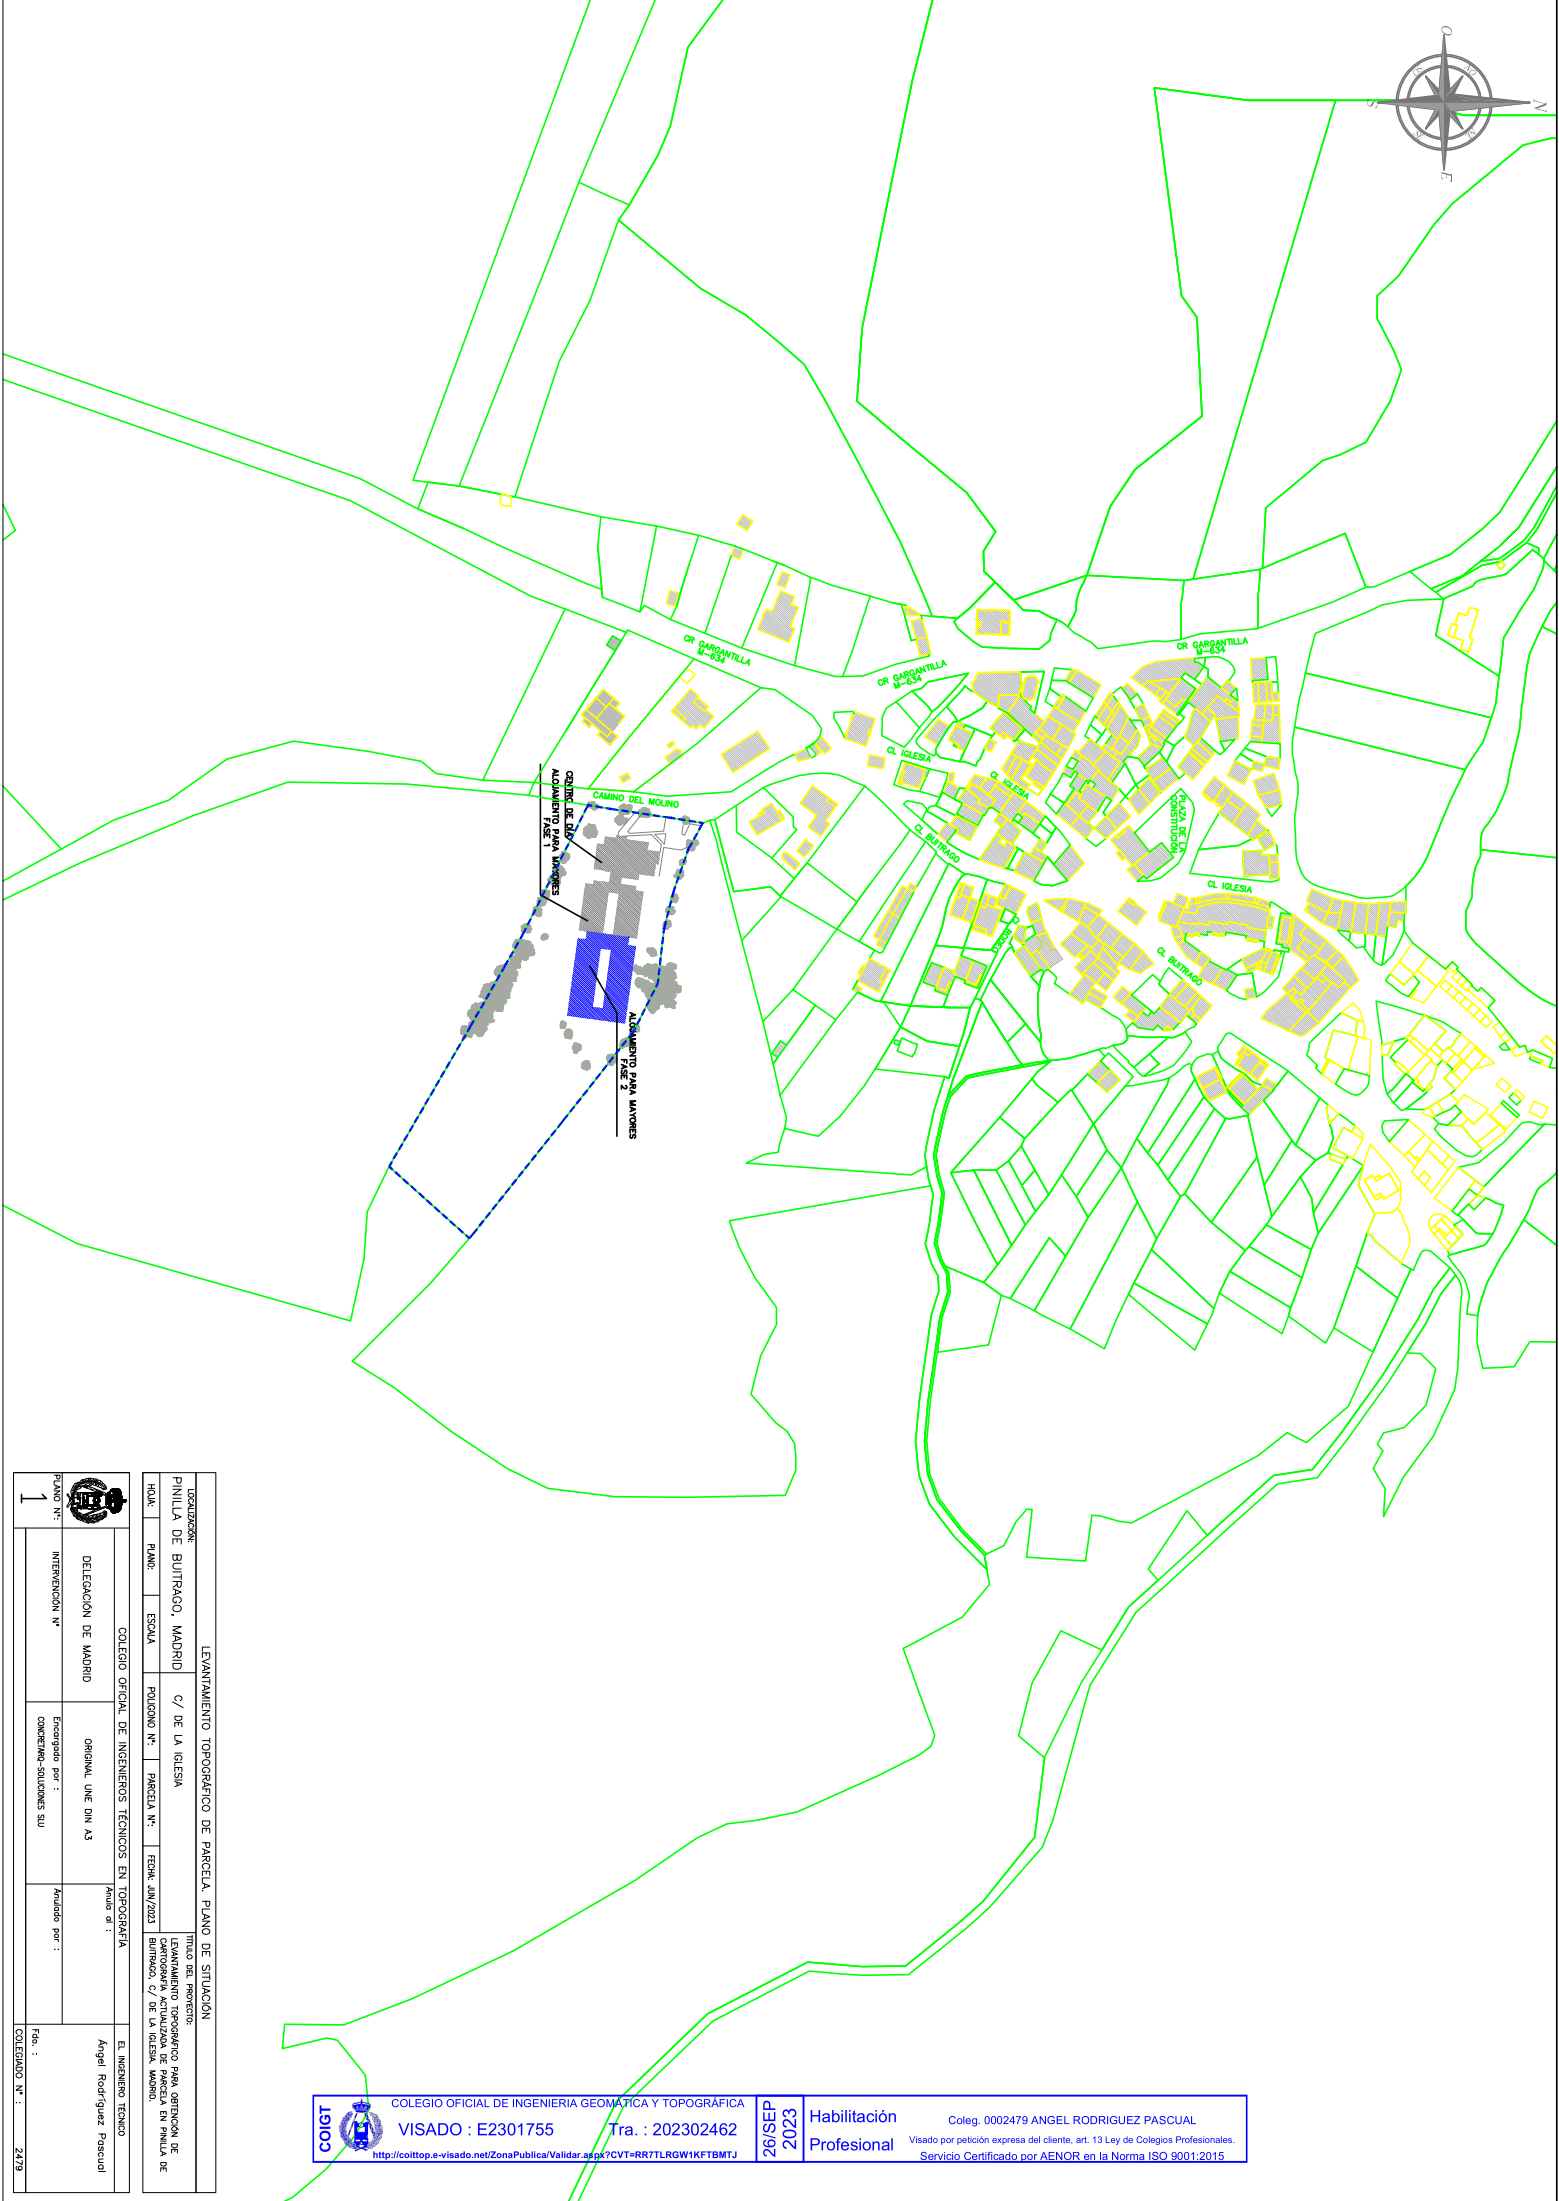 N
S
E
O
CR GARGANTILLA
M-634
CR GARGANTILLA
M-634
CR GARGANTILLA
M-634
CL IGLESIA
CL IGLESIA
PLAZA DE LA
CONSTITUCIÓN
CL BUITRAGO
CL IGLESIA
CL BUITRAGO
CAMINO DEL MOLINO
CENTRO DE DÍA
ALOJAMIENTO PARA MAYORES
FASE 1
ALOJAMIENTO PARA MAYORES
FASE 2
LEVANTAMIENTO TOPOGRÁFICO DE PARCELA. PLANO DE SITUACIÓN
LOCALIZACIÓN:
PINILLA DE BUITRAGO, MADRID
C/ DE LA IGLESIA
HOJA:
PLANO:
ESCALA
POLIGONO Nº:
PARCELA Nº:
FECHA: JUN/2023
TITULO DEL PROYECTO:
LEVANTAMIENTO TOPOGRÁFICO PARA OBTENCIÓN DE
CARTOGRAFÍA ACTUALIZADA DE PARCELA EN PINILLA DE
BUITRAGO, C/ DE LA IGLESIA. MADRID.
COLEGIO OFICIAL DE INGENIEROS TÉCNICOS EN TOPOGRAFÍA
DELEGACIÓN DE MADRID
ORIGINAL UNE DIN A3
Anula al :
EL INGENIERO TÉCNICO
Ángel Rodríguez Pascual
PLANO Nº:
1
INTERVENCIÓN Nº
Encargado por :
CONCRETARQ-SOLUCIONES SLU
Anulado por :
Fdo. :
COLEGIADO Nº : 2479
COIGT
COLEGIO OFICIAL DE INGENIERIA GEOMÁTICA Y TOPOGRÁFICA
VISADO : E2301755 Tra. : 202302462
http://coittop.e-visado.net/ZonaPublica/Validar.aspx?CVT=RR7TLRGW1KFTBMTJ
26/SEP
2023
Habilitación
Profesional
Coleg. 0002479 ANGEL RODRIGUEZ PASCUAL
Visado por petición expresa del cliente, art. 13 Ley de Colegios Profesionales.
Servicio Certificado por AENOR en la Norma ISO 9001:2015